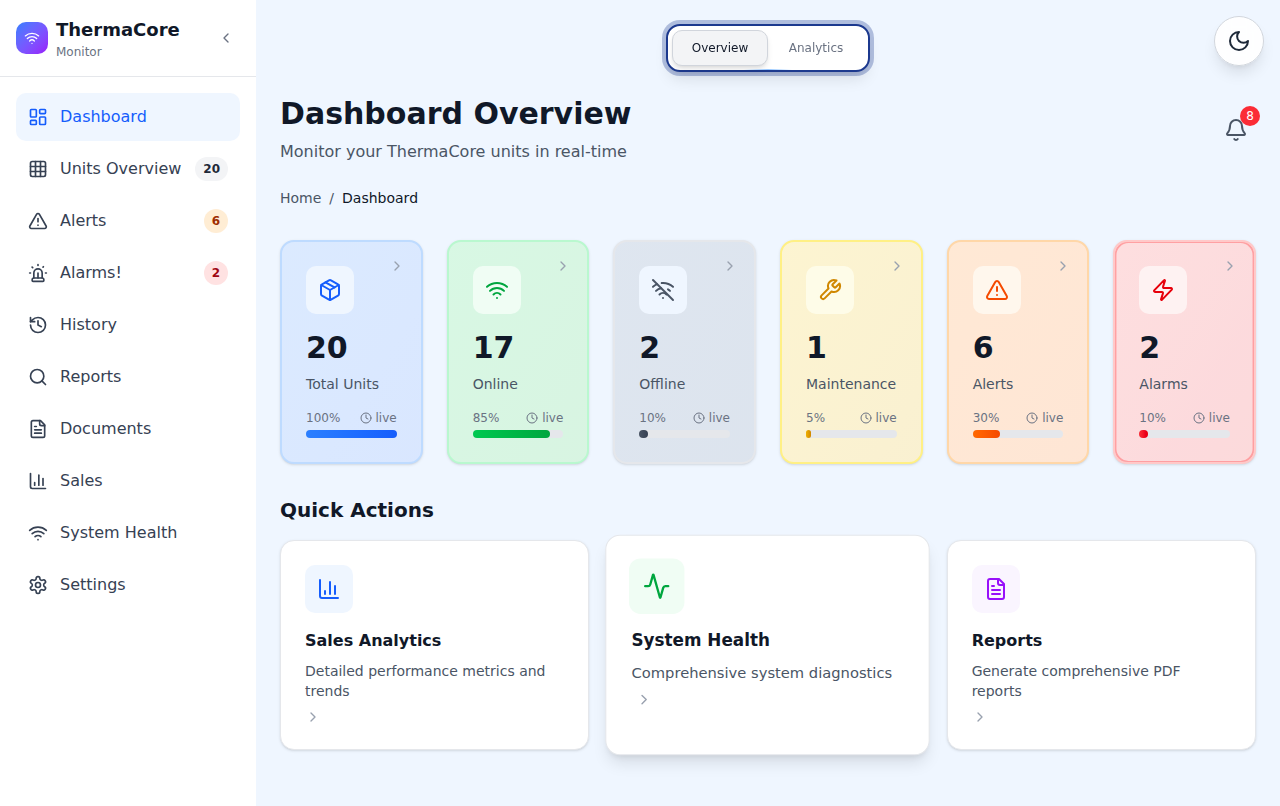 ThermaCore
Monitor
Dashboard
Units Overview 20
Alerts 6
Alarms! 2
History
Reports
Documents
Sales
System Health
Settings
Overview Analytics
Dashboard Overview
Monitor your ThermaCore units in real-time
8
Home / Dashboard
20
Total Units
100% live
17
Online
85% live
2
Offline
10% live
1
Maintenance
5% live
6
Alerts
30% live
2
Alarms
10% live
Quick Actions
Sales Analytics
Detailed performance metrics and
trends
System Health
Comprehensive system diagnostics
Reports
Generate comprehensive PDF
reports